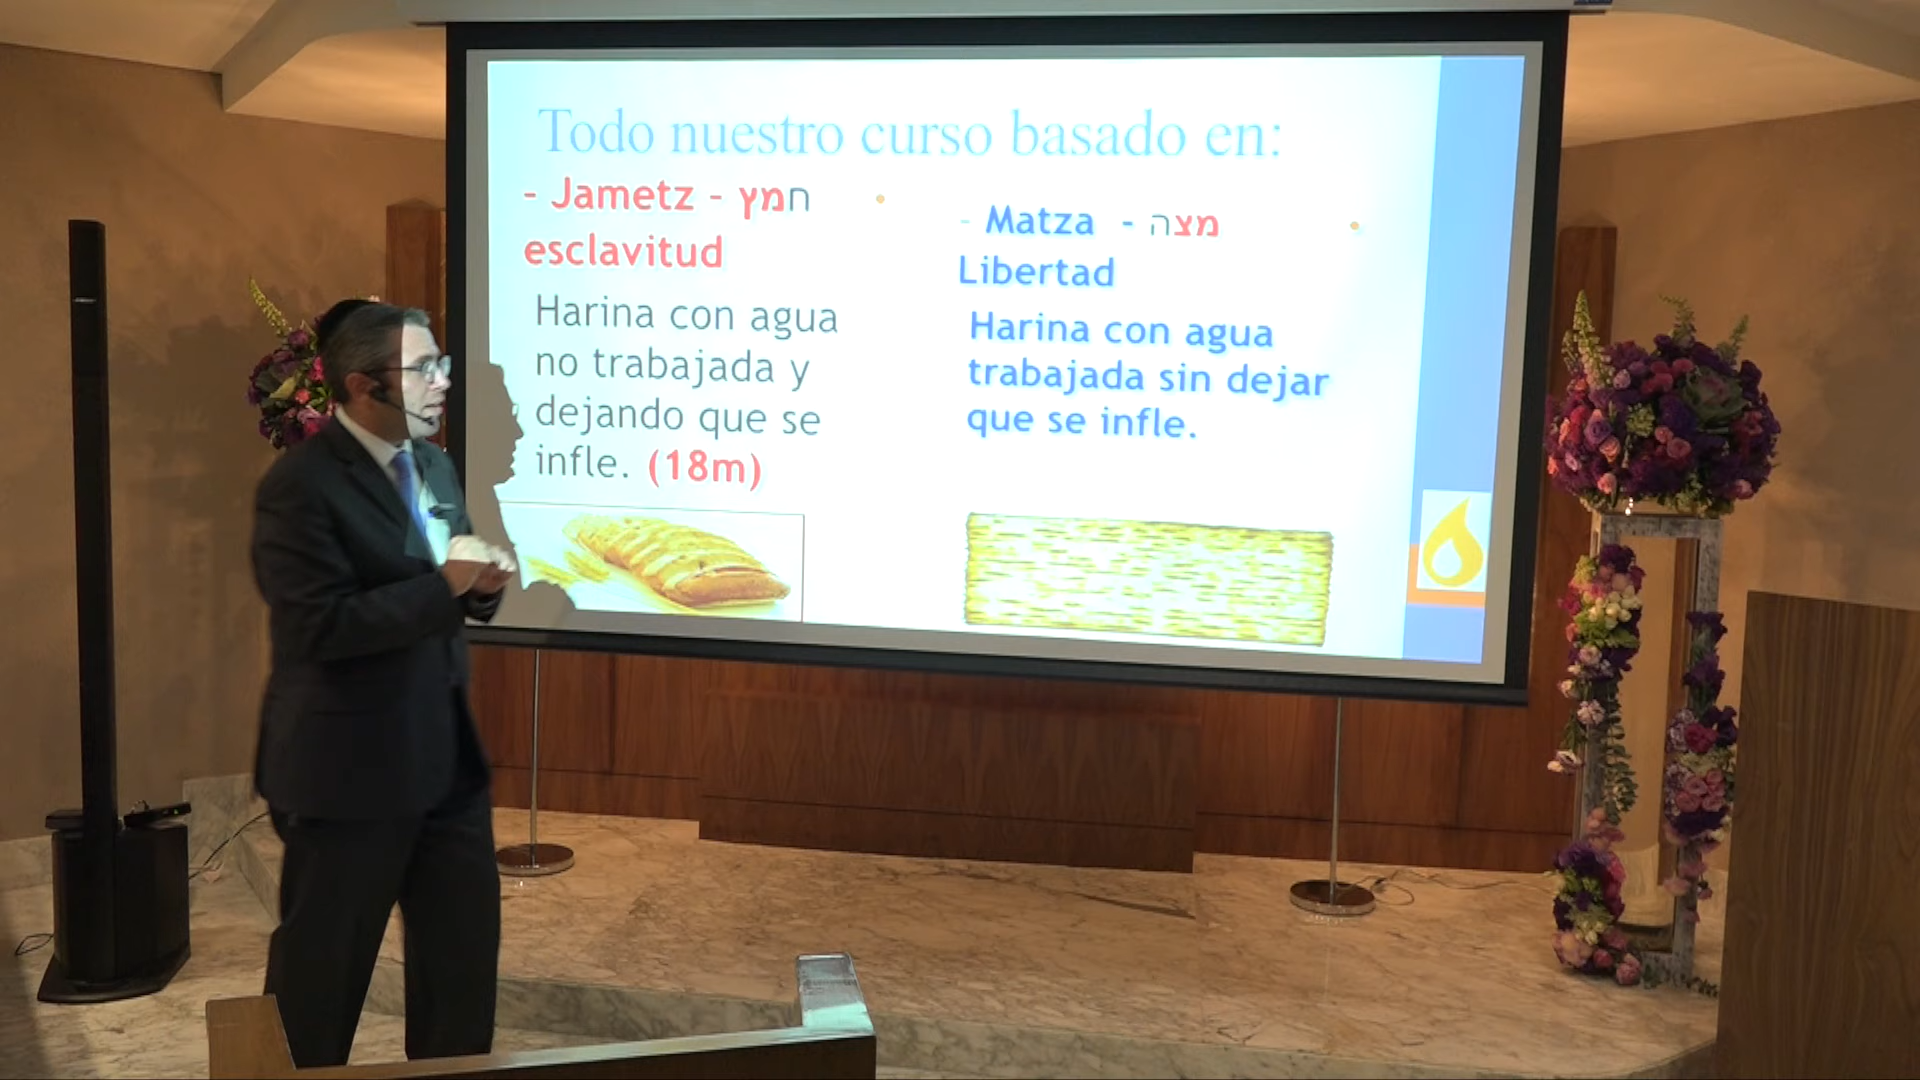 Todo nuestro curso basado en:
- Jametz - חמץ
esclavitud
Harina con agua
no trabajada y
dejando que se
infle. (18m)
- Matza - מצה
Libertad
Harina con agua
trabajada sin dejar
que se infle.